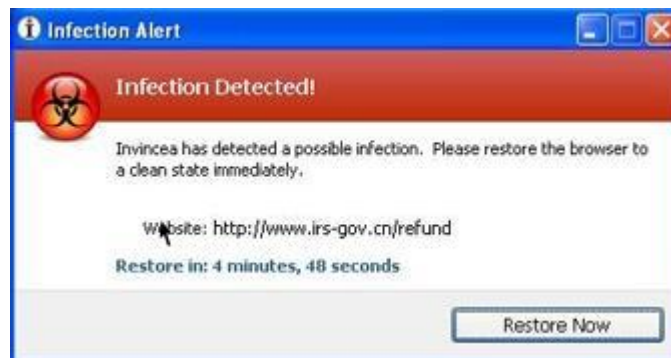 Infection Alert
Infection Detected!
Invincea has detected a possible infection. Please restore the browser to
a clean state immediately.
Website: http://www.irs-gov.cn/refund
Restore in: 4 minutes, 48 seconds
Restore Now